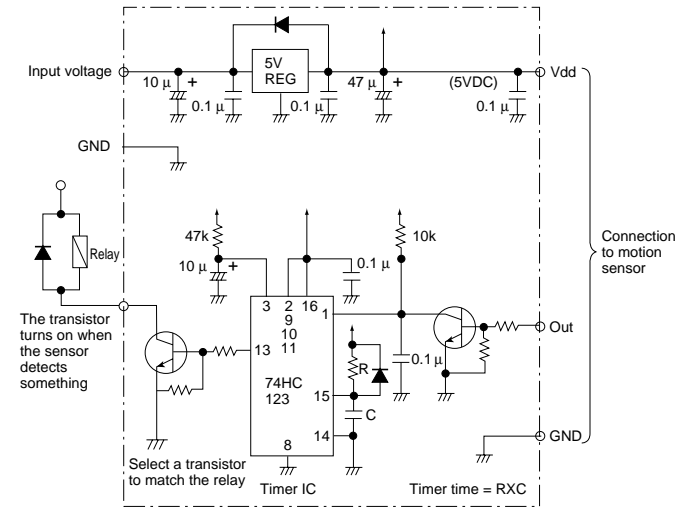 Input voltage
10 μ
+
0.1 μ
5V
REG
0.1 μ
47 μ
+
(5VDC)
0.1 μ
Vdd
GND
Relay
The transistor
turns on when
the sensor
detects
something
47k
10 μ
+
0.1 μ
10k
3
2
16
9
10
11
1
13
74HC
123
15
14
8
R
C
0.1 μ
Out
GND
Connection
to motion
sensor
Select a transistor
to match the relay
Timer IC
Timer time = RXC